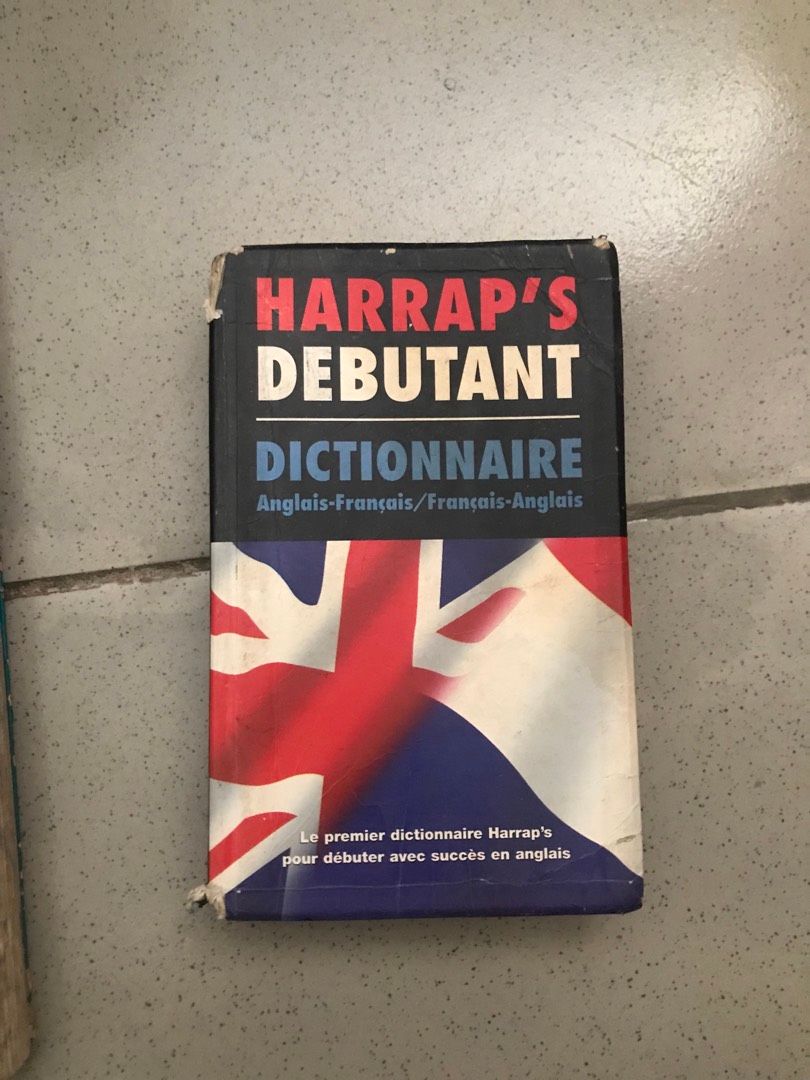 HARRAP'S
DEBUTANT
DICTIONNAIRE
Anglais-Français/Français-Anglais
Le premier dictionnaire Harrap's
pour débuter avec succès en anglais